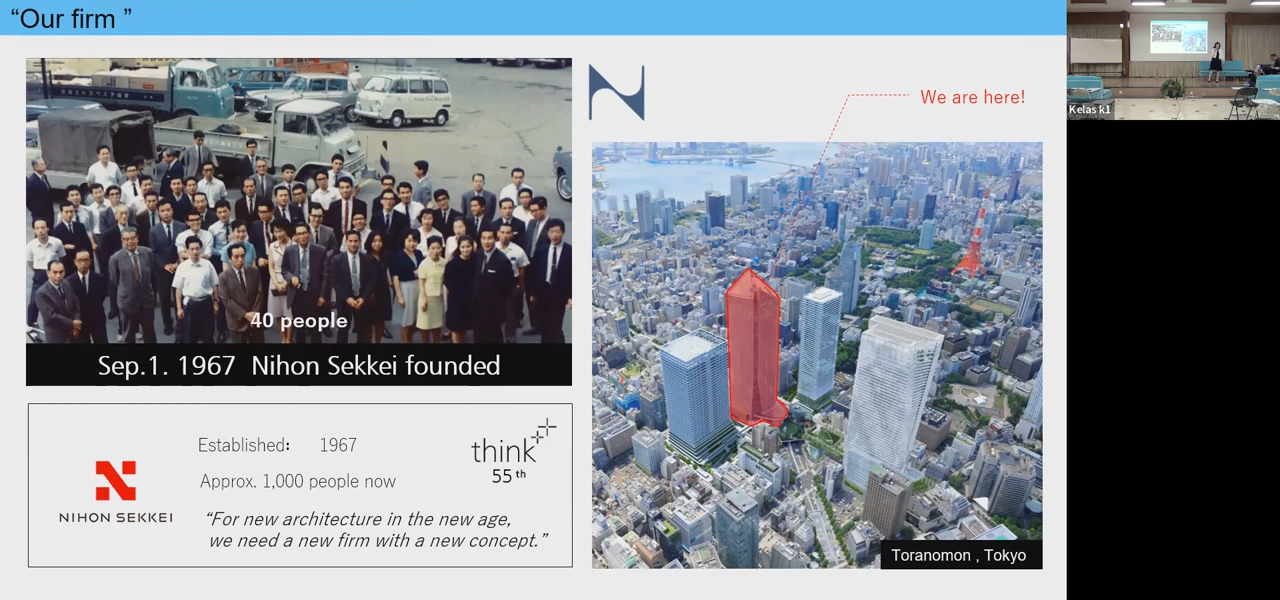 “Our firm ”
40 people
Sep.1. 1967 Nihon Sekkei founded
NIHON SEKKEI
Established: 1967
Approx. 1,000 people now
“For new architecture in the new age,
we need a new firm with a new concept.”
think
55th
We are here!
Toranomon , Tokyo
Kelas k1